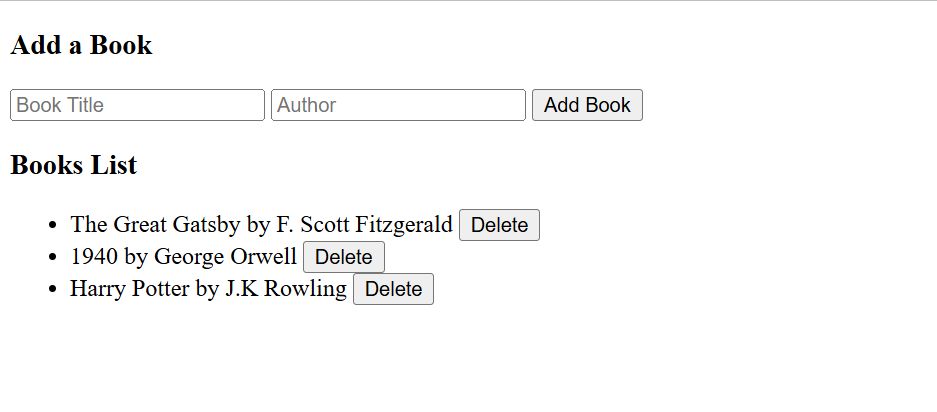 Add a Book
Book Title Author Add Book
Books List
The Great Gatsby by F. Scott Fitzgerald Delete
1940 by George Orwell Delete
Harry Potter by J.K Rowling Delete